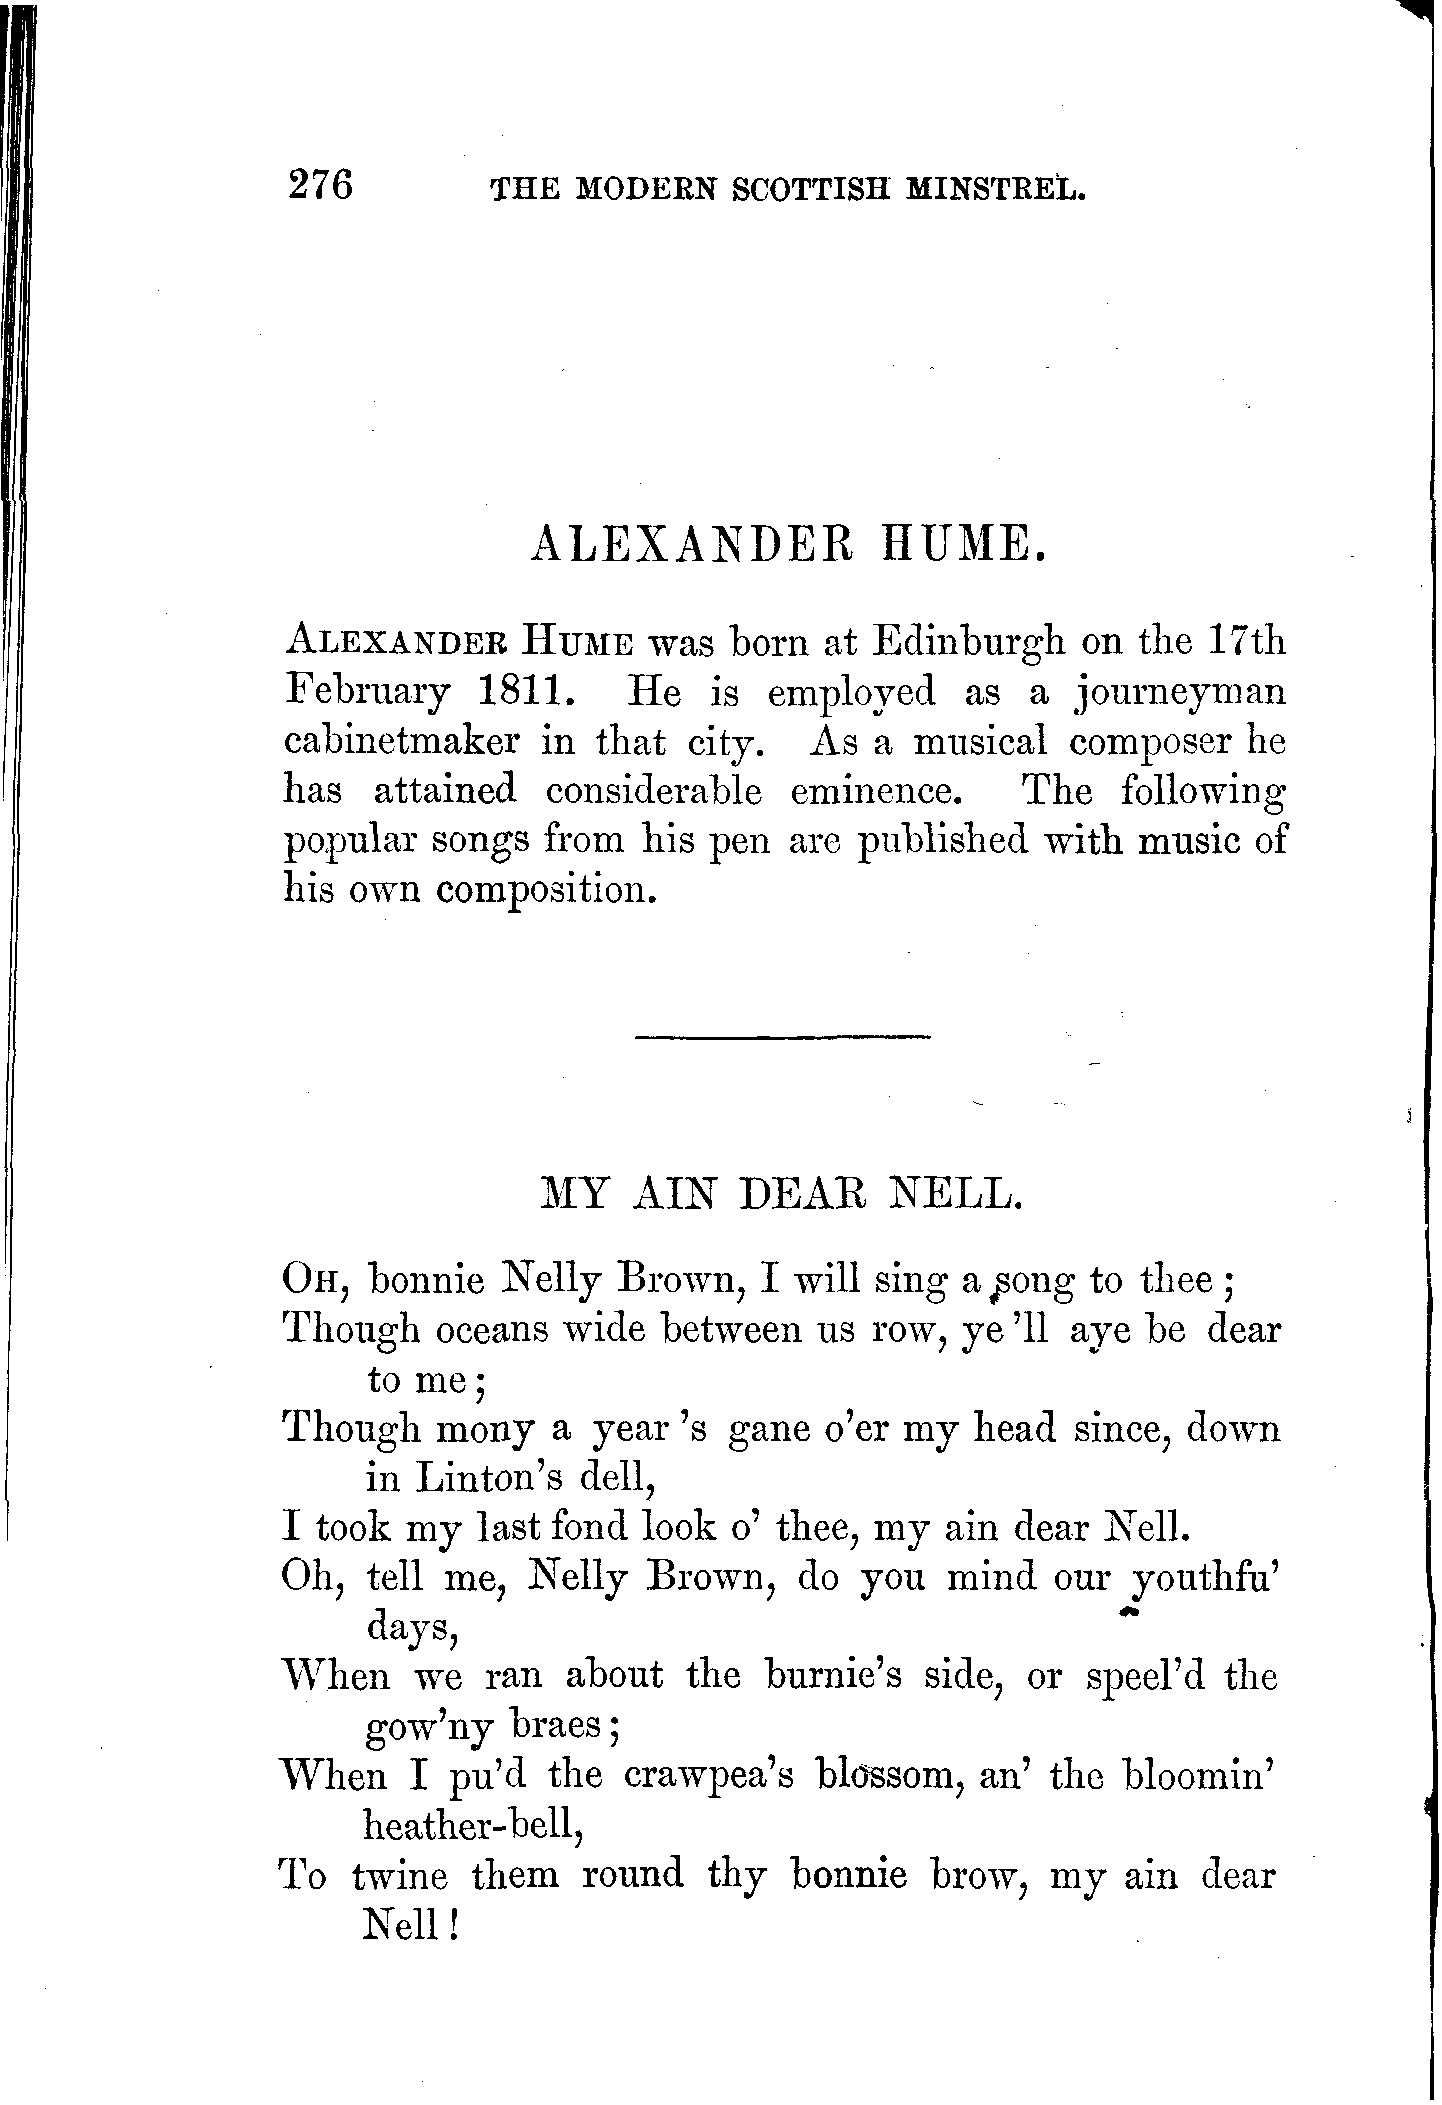 276 THE MODERN SCOTTISH MINSTREL.
ALEXANDER HUME.
ALEXANDER HUME was born at Edinburgh on the 17th
February 1811. He is employed as a journeyman
cabinetmaker in that city. As a musical composer he
has attained considerable eminence. The following
popular songs from his pen are published with music of
his own composition.
MY AIN DEAR NELL.
OH, bonnie Nelly Brown, I will sing a song to thee;
Though oceans wide between us row, ye 'll aye be dear
to me;
Though mony a year 's gane o'er my head since, down
in Linton's dell,
I took my last fond look o' thee, my ain dear Nell.
Oh, tell me, Nelly Brown, do you mind our youthfu'
days,
When we ran about the burnie's side, or speel'd the
gow'ny braes;
When I pu'd the crawpea's blossom, an' the bloomin'
heather-bell,
To twine them round thy bonnie brow, my ain dear
Nell!